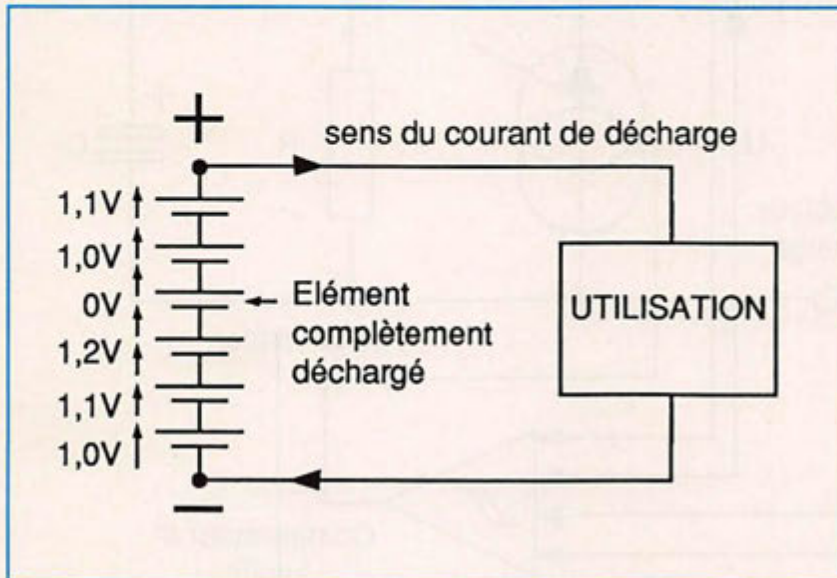 +
sens du courant de décharge
1,1V
1,0V
0V
1,2V
1,1V
1,0V
Elément
complètement
déchargé
UTILISATION
−